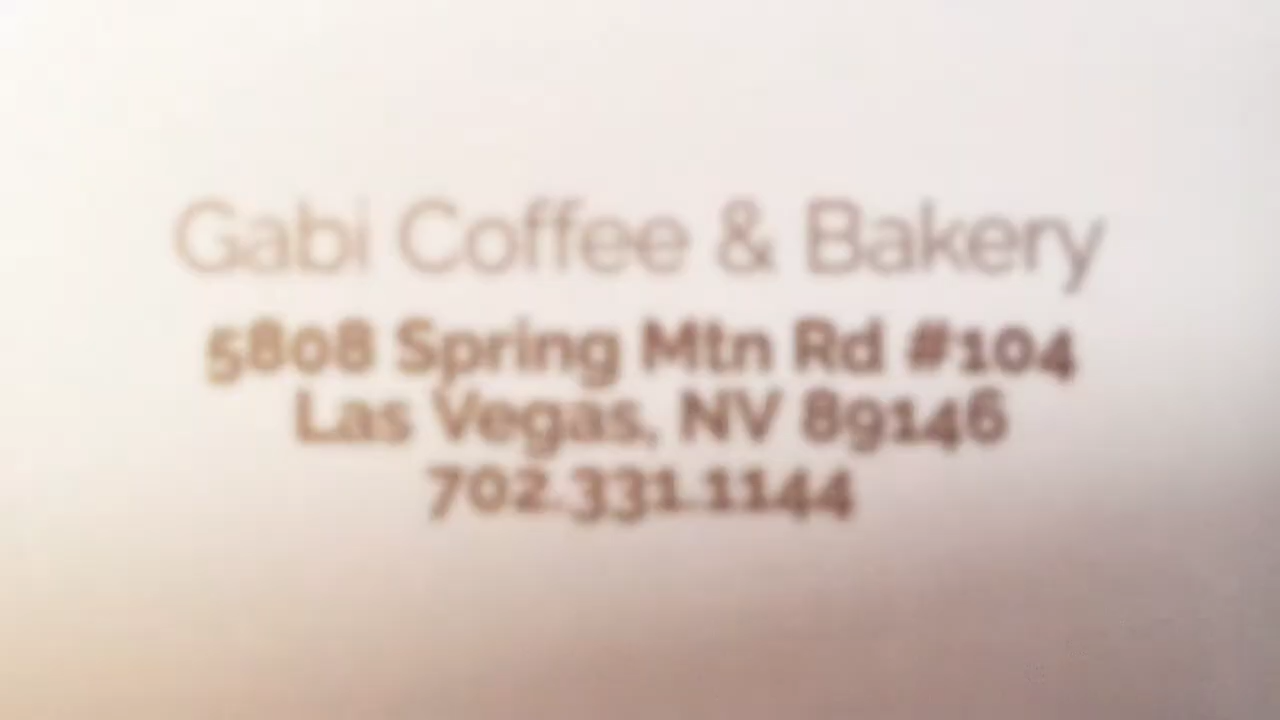 Gabi Coffee & Bakery
5808 Spring Mtn Rd #104
Las Vegas, NV 89146
702.331.1144